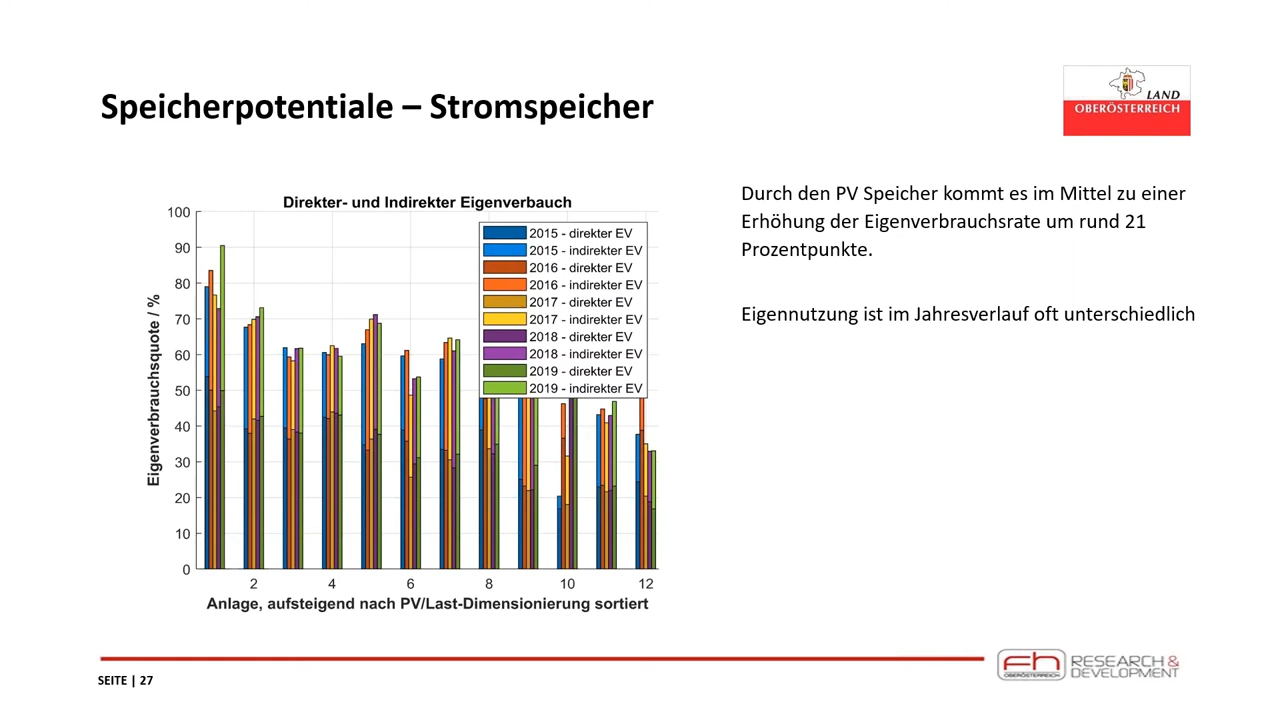 Speicherpotentiale – Stromspeicher
LAND
OBERÖSTERREICH
Direkter- und Indirekter Eigenverbauch
100
90
80
70
60
50
40
30
20
10
0
Eigenverbrauchsquote / %
2015 - direkter EV
2015 - indirekter EV
2016 - direkter EV
2016 - indirekter EV
2017 - direkter EV
2017 - indirekter EV
2018 - direkter EV
2018 - indirekter EV
2019 - direkter EV
2019 - indirekter EV
2 4 6 8 10 12
Anlage, aufsteigend nach PV/Last-Dimensionierung sortiert
Durch den PV Speicher kommt es im Mittel zu einer
Erhöhung der Eigenverbrauchsrate um rund 21
Prozentpunkte.
Eigennutzung ist im Jahresverlauf oft unterschiedlich
SEITE | 27
fh
OBERÖSTERREICH
RESEARCH &
DEVELOPMENT